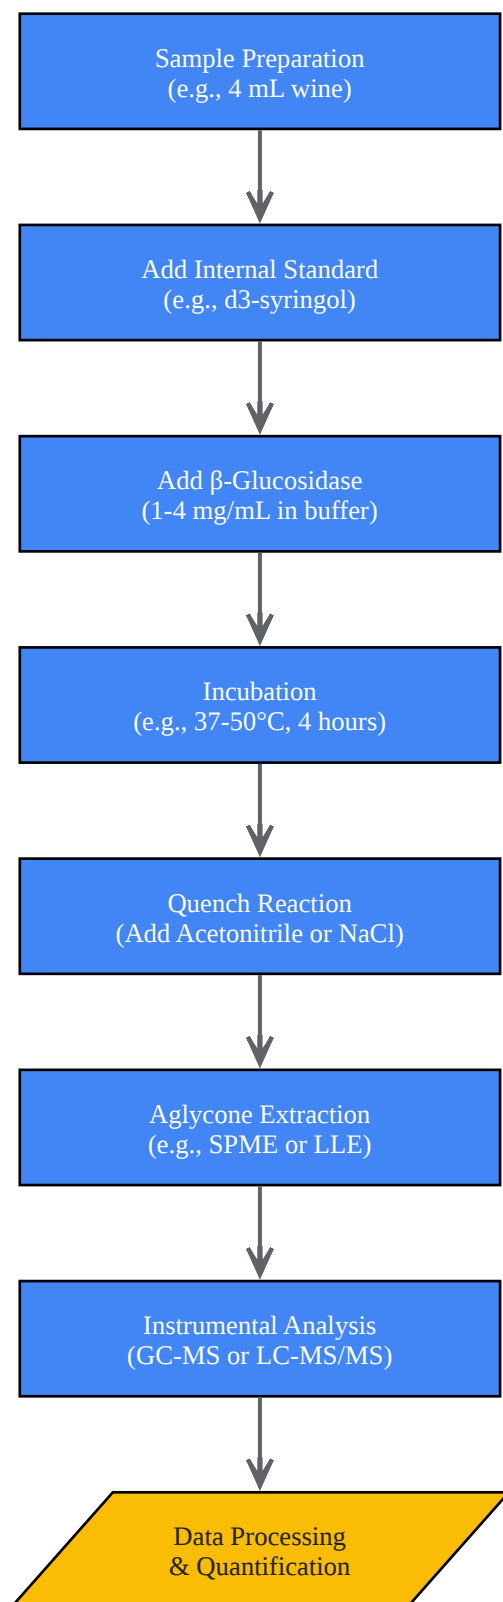 Sample Preparation
(e.g., 4 mL wine)
Add Internal Standard
(e.g., d3-syringol)
Add β-Glucosidase
(1-4 mg/mL in buffer)
Incubation
(e.g., 37-50°C, 4 hours)
Quench Reaction
(Add Acetonitrile or NaCl)
Aglycone Extraction
(e.g., SPME or LLE)
Instrumental Analysis
(GC-MS or LC-MS/MS)
Data Processing
& Quantification